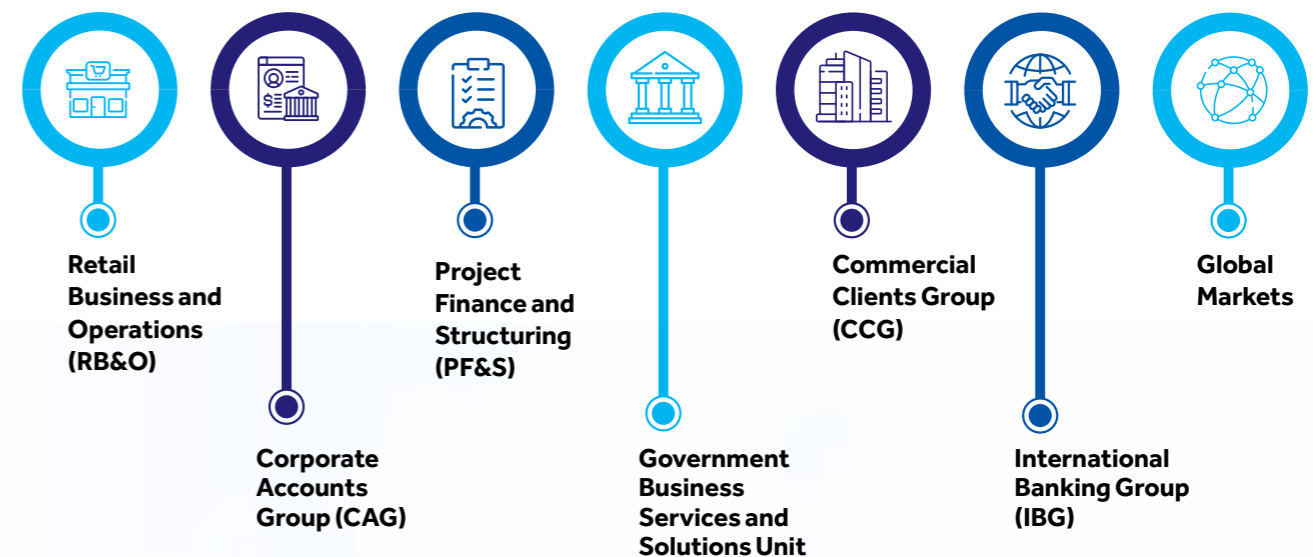 Retail
Business and
Operations
(RB&O)
Corporate
Accounts
Group (CAG)
Project
Finance and
Structuring
(PF&S)
Government
Business
Services and
Solutions Unit
Commercial
Clients Group
(CCG)
International
Banking Group
(IBG)
Global
Markets